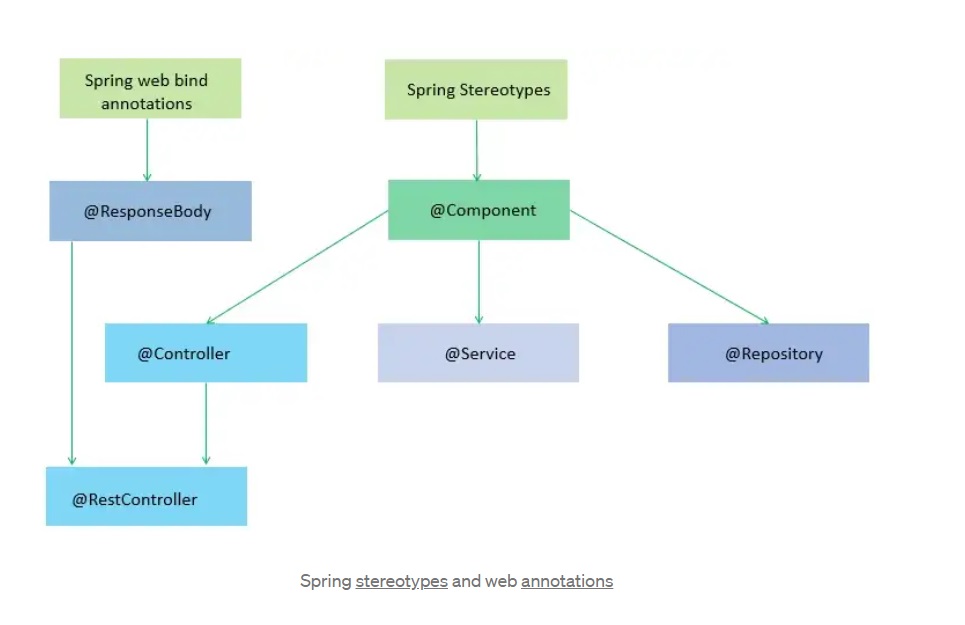 Spring web bind
annotations
Spring Stereotypes
@ResponseBody
@Component
@Controller
@Service
@Repository
@RestController
Spring stereotypes and web annotations